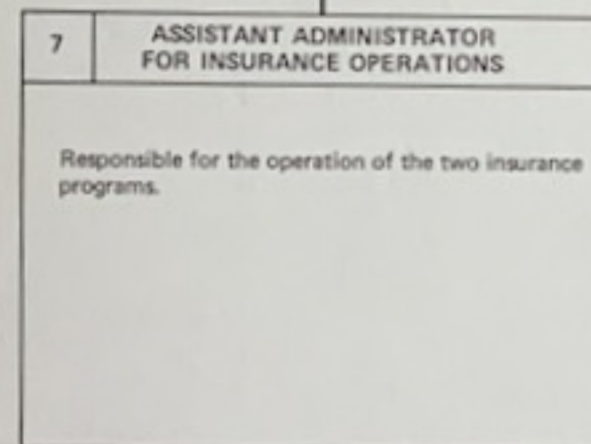 7
ASSISTANT ADMINISTRATOR
FOR INSURANCE OPERATIONS
Responsible for the operation of the two insurance
programs.